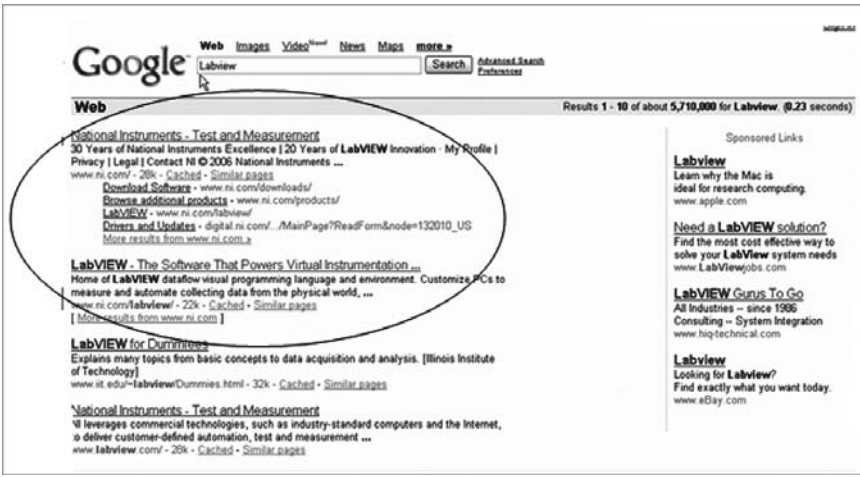 Google
Web Images Video New! News Maps more »
Labview Search Advanced Search
Preferences
Web Results 1 - 10 of about 5,710,000 for Labview. (0.23 seconds)
National Instruments - Test and Measurement
30 Years of National Instruments Excellence | 20 Years of LabVIEW Innovation · My Profile |
Privacy | Legal | Contact NI © 2006 National Instruments ...
www.ni.com/ - 28k - Cached - Similar pages
Download Software - www.ni.com/downloads/
Browse additional products - www.ni.com/products/
LabVIEW - www.ni.com/labview/
Drivers and Updates - digital.ni.com/.../MainPage?ReadForm&node=132010_US
More results from www.ni.com »
LabVIEW - The Software That Powers Virtual Instrumentation ...
Home of LabVIEW dataflow visual programming language and environment. Customize PCs to
measure and automate collecting data from the physical world, ...
www.ni.com/labview/ - 22k - Cached - Similar pages
[ More results from www.ni.com ]
LabVIEW for Dummies
Explains many topics from basic concepts to data acquisition and analysis. [Illinois Institute
of Technology]
www.iit.edu/~labview/Dummies.html - 32k - Cached - Similar pages
National Instruments - Test and Measurement
NI leverages commercial technologies, such as industry-standard computers and the Internet,
to deliver customer-defined automation, test and measurement ...
www.labview.com/ - 28k - Cached - Similar pages
Sponsored Links
Labview
Learn why the Mac is
ideal for research computing.
www.apple.com
Need a LabVIEW solution?
Find the most cost effective way to
solve your LabView system needs
www.LabViewjobs.com
LabVIEW Gurus To Go
All Industries -- since 1986
Consulting -- System Integration
www.hiq-technical.com
Labview
Looking for Labview?
Find exactly what you want today.
www.eBay.com